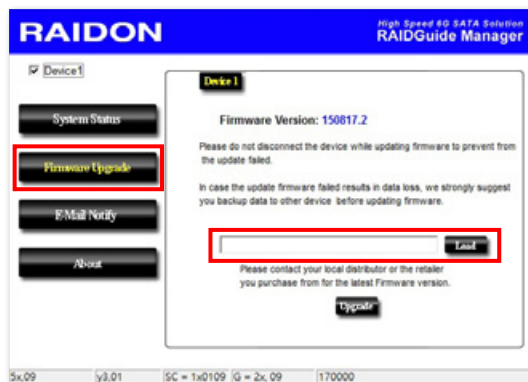 RAIDON
High Speed 6G SATA Solution
RAIDGuide Manager
Device1
System Status
Firmware Upgrade
E-Mail Notify
About
Device 1
Firmware Version: 150817.2
Please do not disconnect the device while updating firmware to prevent from
the update failed.
In case the update firmware failed results in data loss, we strongly suggest
you backup data to other device before updating firmware.
Load
Please contact your local distributor or the retailer
you purchase from for the latest Firmware version.
Upgrade
5x,09 y3,01 SC = 1x0109 G = 2x, 09 170000